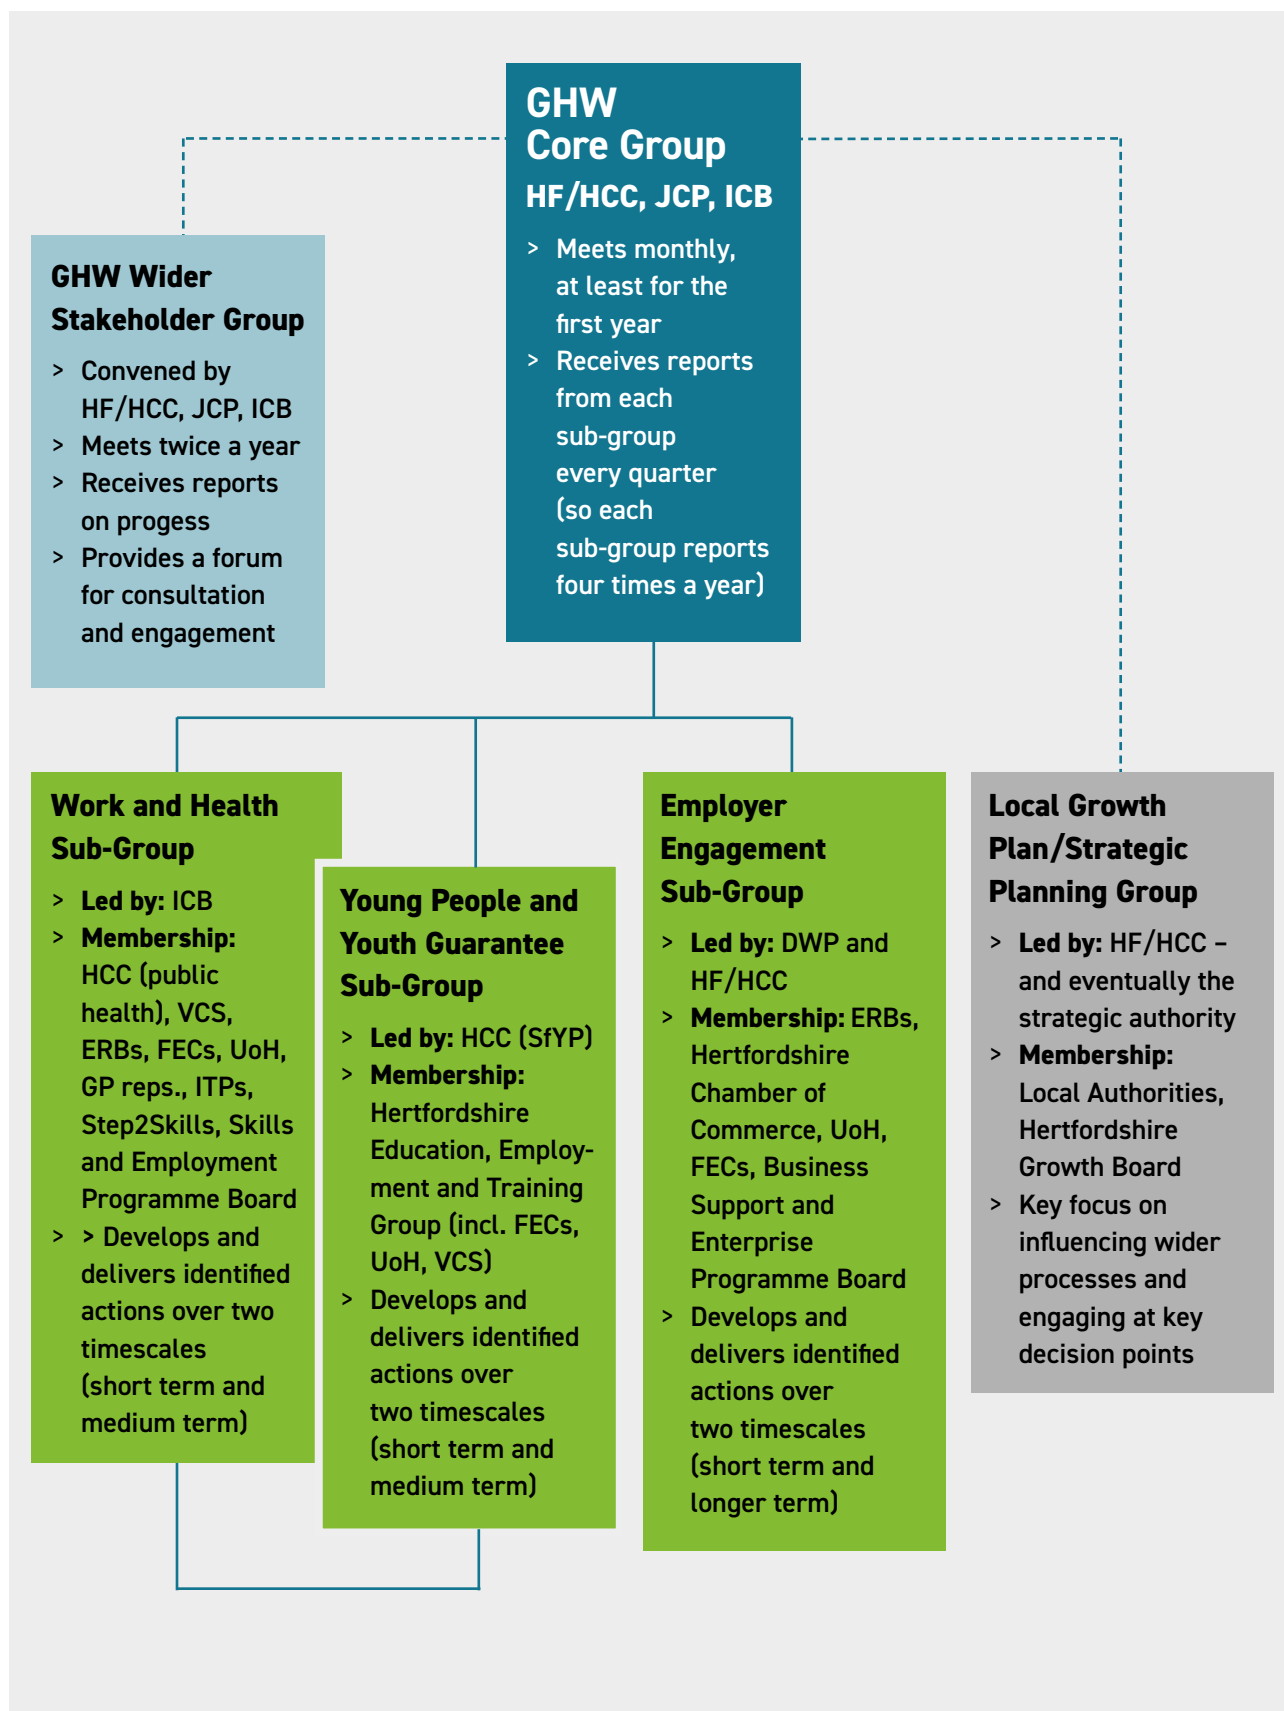 GHW
Core Group
HF/HCC, JCP, ICB
> Meets monthly,
at least for the
first year
> Receives reports
from each
sub-group
every quarter
(so each
sub-group reports
four times a year)
GHW Wider
Stakeholder Group
> Convened by
HF/HCC, JCP, ICB
> Meets twice a year
> Receives reports
on progess
> Provides a forum
for consultation
and engagement
Work and Health
Sub-Group
> Led by: ICB
> Membership:
HCC (public
health), VCS,
ERBs, FECs, UoH,
GP reps., ITPs,
Step2Skills, Skills
and Employment
Programme Board
> > Develops and
delivers identified
actions over two
timescales
(short term and
medium term)
Young People and
Youth Guarantee
Sub-Group
> Led by: HCC (SfYP)
> Membership:
Hertfordshire
Education, Employ-
ment and Training
Group (incl. FECs,
UoH, VCS)
> Develops and
delivers identified
actions over
two timescales
(short term and
medium term)
Employer
Engagement
Sub-Group
> Led by: DWP and
HF/HCC
> Membership: ERBs,
Hertfordshire
Chamber of
Commerce, UoH,
FECs, Business
Support and
Enterprise
Programme Board
> Develops and
delivers identified
actions over
two timescales
(short term and
longer term)
Local Growth
Plan/Strategic
Planning Group
> Led by: HF/HCC –
and eventually the
strategic authority
> Membership:
Local Authorities,
Hertfordshire
Growth Board
> Key focus on
influencing wider
processes and
engaging at key
decision points